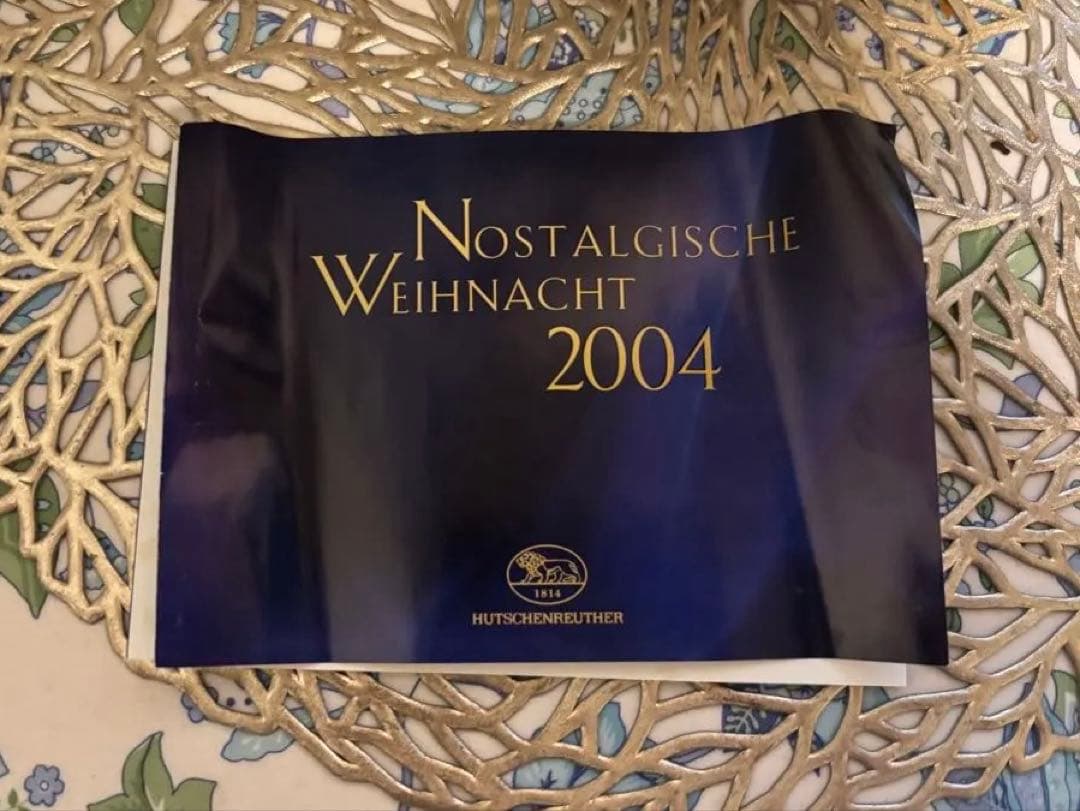 NOSTALGISCHE
WEIHNACHT
2004
1814
HUTSCHENREUTHER